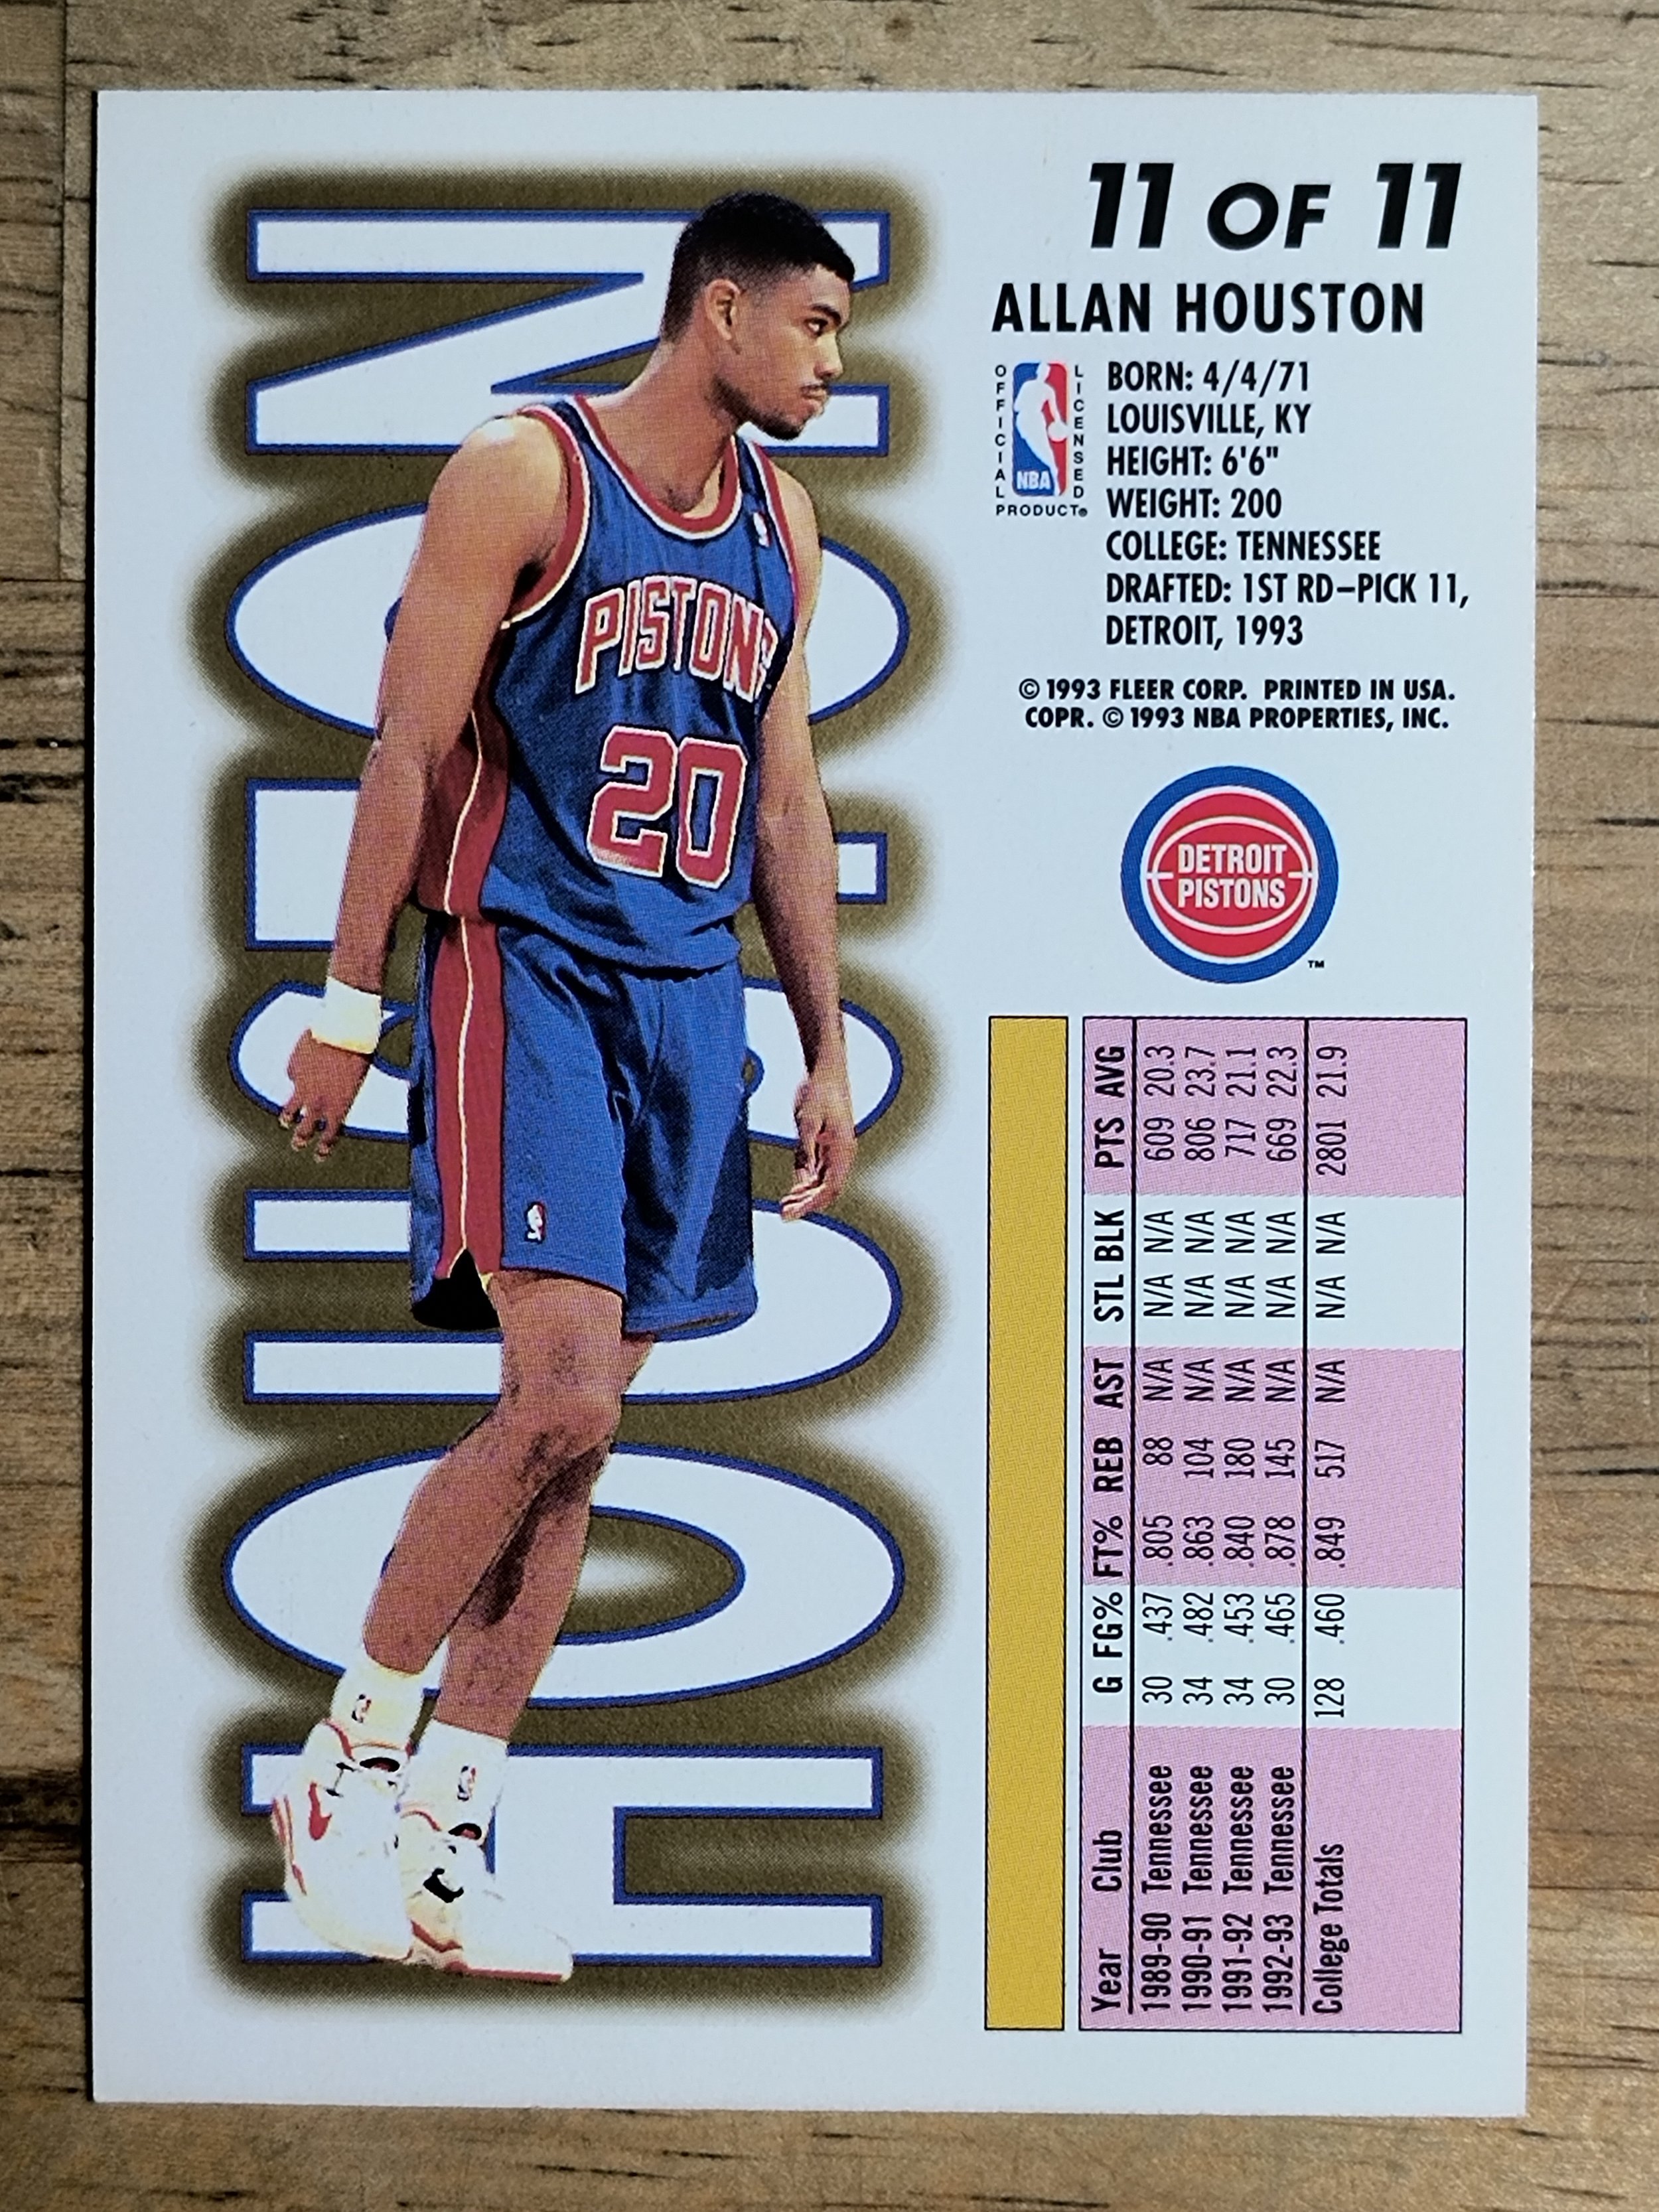 11 OF 11
ALLAN HOUSTON
OFFICIAL LICENSED
NBA
PRODUCT®
BORN: 4/4/71
LOUISVILLE, KY
HEIGHT: 6'6"
WEIGHT: 200
COLLEGE: TENNESSEE
DRAFTED: 1ST RD–PICK 11,
DETROIT, 1993
© 1993 FLEER CORP. PRINTED IN USA.
COPR. © 1993 NBA PROPERTIES, INC.
DETROIT
PISTONS
™
HOUSTON
PISTONS
20
Year Club G FG% FT% REB AST STL BLK PTS AVG
1989-90 Tennessee 30 .437 .805 88 N/A N/A N/A 609 20.3
1990-91 Tennessee 34 .482 .863 104 N/A N/A N/A 806 23.7
1991-92 Tennessee 34 .453 .840 180 N/A N/A N/A 717 21.1
1992-93 Tennessee 30 .465 .878 145 N/A N/A N/A 669 22.3
College Totals 128 .460 .849 517 N/A N/A N/A 2801 21.9